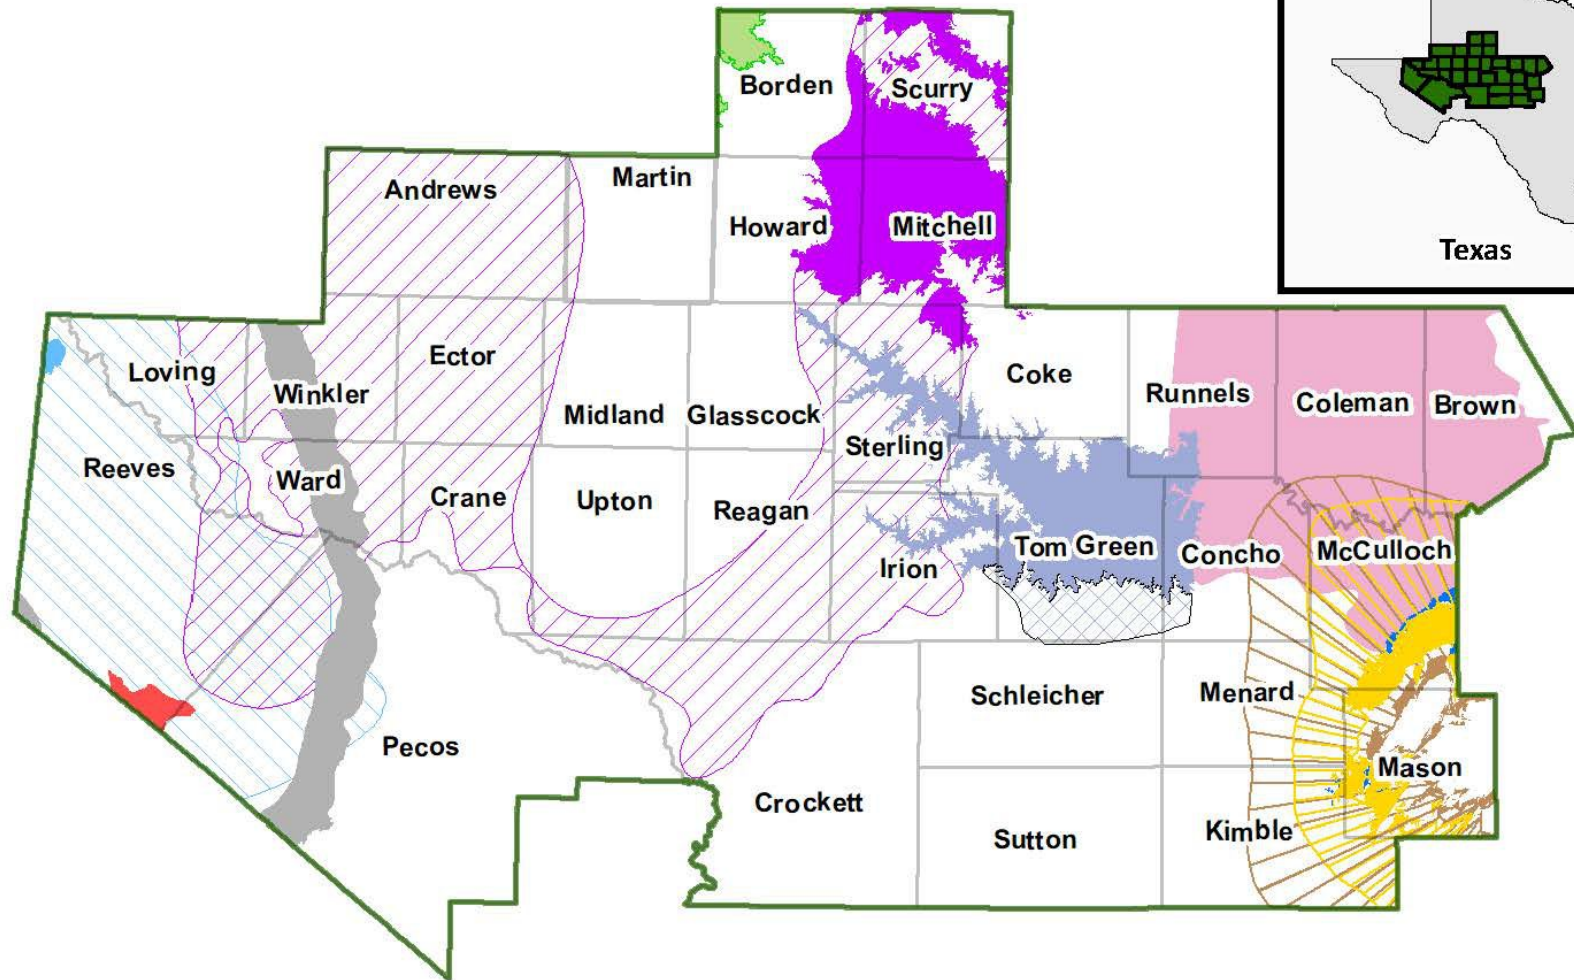 Texas
Borden
Scurry
Andrews
Martin
Howard
Mitchell
Loving
Winkler
Ector
Midland
Glasscock
Sterling
Coke
Runnels
Coleman
Brown
Reeves
Ward
Crane
Upton
Reagan
Irion
Tom Green
Concho
McCulloch
Pecos
Crockett
Schleicher
Menard
Mason
Sutton
Kimble